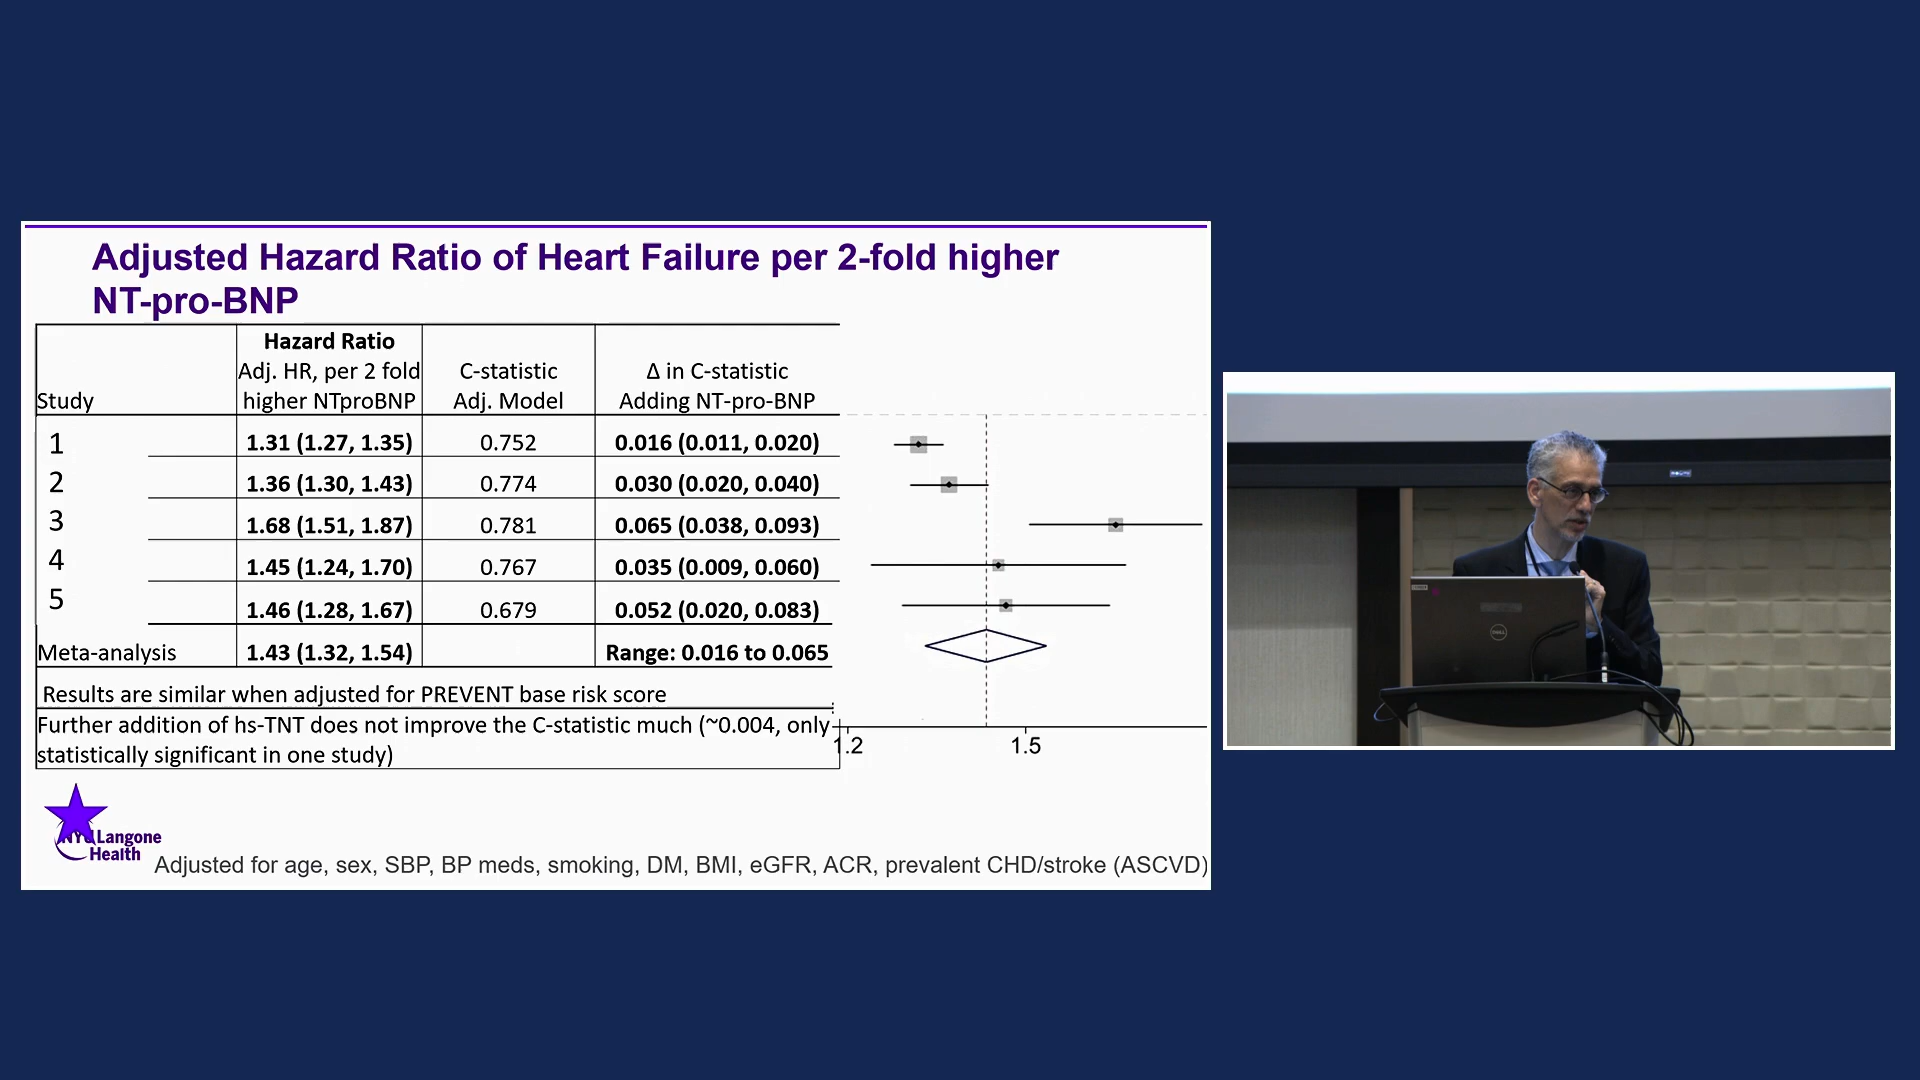 Adjusted Hazard Ratio of Heart Failure per 2-fold higher
NT-pro-BNP
Hazard Ratio
Adj. HR, per 2 fold C-statistic Δ in C-statistic
Study higher NTproBNP Adj. Model Adding NT-pro-BNP
1 1.31 (1.27, 1.35) 0.752 0.016 (0.011, 0.020)
2 1.36 (1.30, 1.43) 0.774 0.030 (0.020, 0.040)
3 1.68 (1.51, 1.87) 0.781 0.065 (0.038, 0.093)
4 1.45 (1.24, 1.70) 0.767 0.035 (0.009, 0.060)
5 1.46 (1.28, 1.67) 0.679 0.052 (0.020, 0.083)
Meta-analysis 1.43 (1.32, 1.54) Range: 0.016 to 0.065
Results are similar when adjusted for PREVENT base risk score
Further addition of hs-TNT does not improve the C-statistic much (~0.004, only
statistically significant in one study)
1.2 1.5
NYU Langone
Health
Adjusted for age, sex, SBP, BP meds, smoking, DM, BMI, eGFR, ACR, prevalent CHD/stroke (ASCVD)
DELL